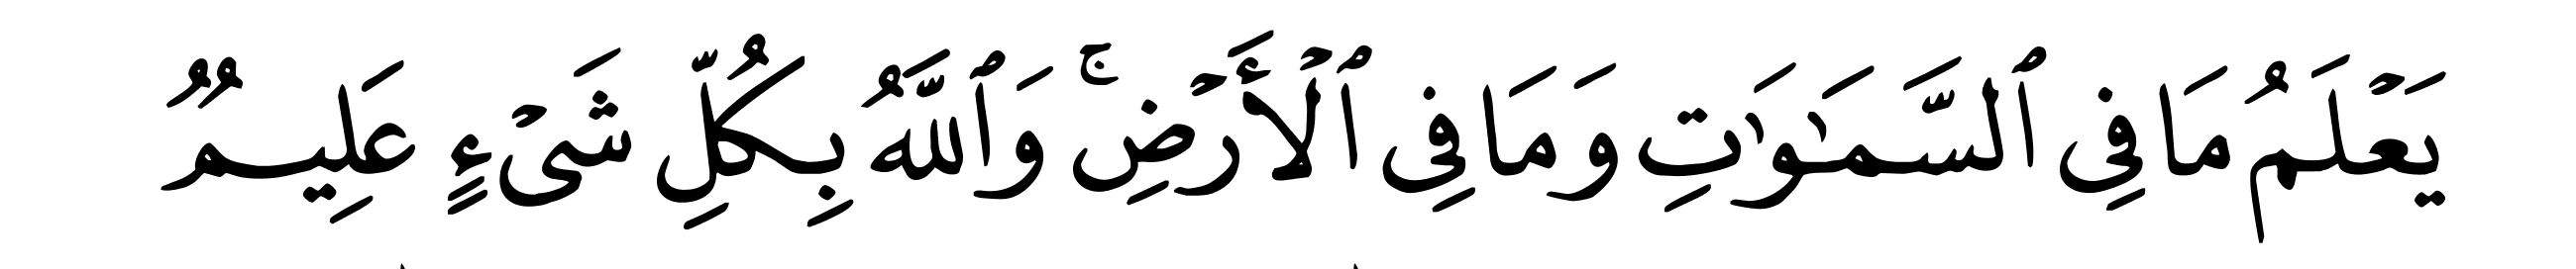 يَعْلَمُ مَا فِي ٱلسَّمَـٰوَٰتِ وَمَا فِي ٱلْأَرْضِ ۚ وَٱللَّهُ بِكُلِّ شَىْءٍ عَلِيمٌ